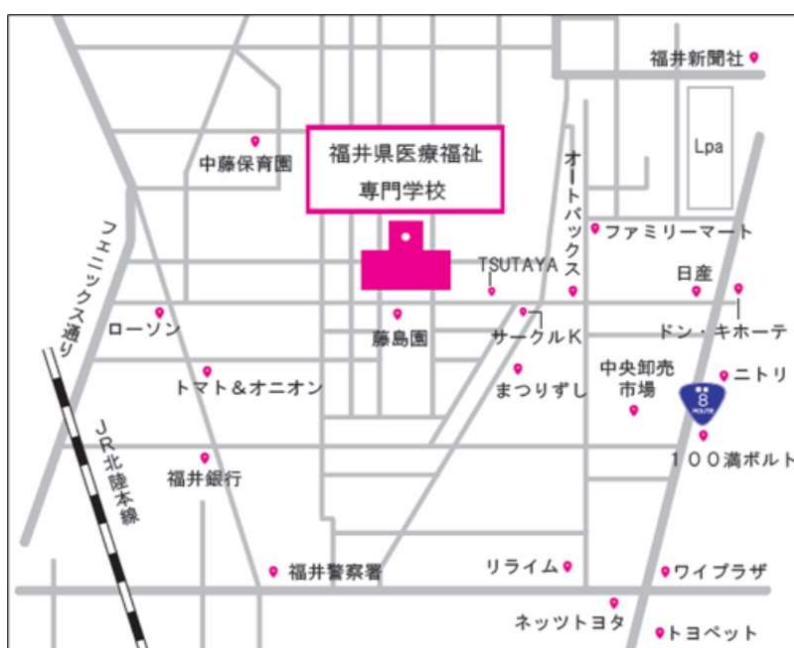 福井新聞社
Lpa
中藤保育園
福井県医療福祉
専門学校
オートバックス
ファミリーマート
フェニックス通り
TSUTAYA
日産
ローソン
藤島園
サークルK
ドン・キホーテ
トマト&オニオン
まつりずし
中央卸売
市場
ニトリ
8
ROUTE
JR北陸本線
福井銀行
100満ボルト
福井警察署
リライム
ワイプラザ
ネッツトヨタ
トヨペット